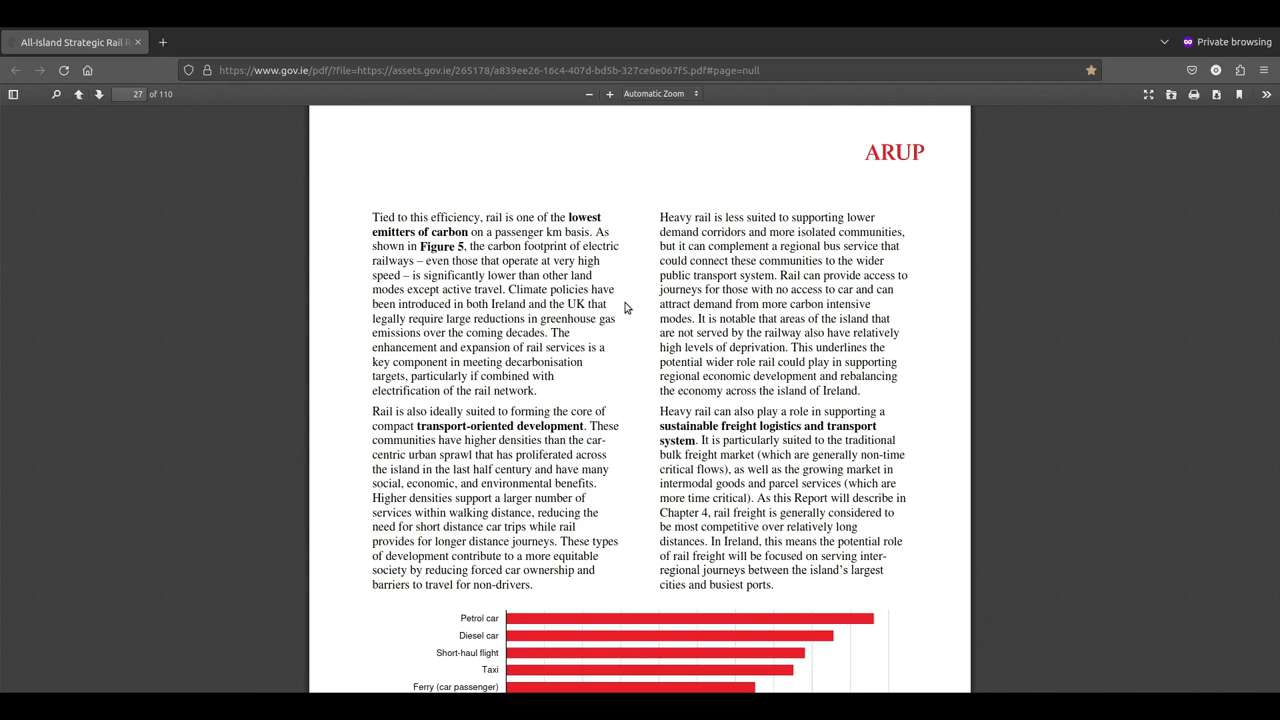 All-Island Strategic Rail R
Private browsing
https://www.gov.ie/pdf/?file=https://assets.gov.ie/265178/a839ee26-16c4-407d-bd5b-327ce0e067f5.pdf#page=null
27 of 110
Automatic Zoom
ARUP
Tied to this efficiency, rail is one of the lowest
emitters of carbon on a passenger km basis. As
shown in Figure 5, the carbon footprint of electric
railways – even those that operate at very high
speed – is significantly lower than other land
modes except active travel. Climate policies have
been introduced in both Ireland and the UK that
legally require large reductions in greenhouse gas
emissions over the coming decades. The
enhancement and expansion of rail services is a
key component in meeting decarbonisation
targets, particularly if combined with
electrification of the rail network.
Rail is also ideally suited to forming the core of
compact transport-oriented development. These
communities have higher densities than the car-
centric urban sprawl that has proliferated across
the island in the last half century and have many
social, economic, and environmental benefits.
Higher densities support a larger number of
services within walking distance, reducing the
need for short distance car trips while rail
provides for longer distance journeys. These types
of development contribute to a more equitable
society by reducing forced car ownership and
barriers to travel for non-drivers.
Heavy rail is less suited to supporting lower
demand corridors and more isolated communities,
but it can complement a regional bus service that
could connect these communities to the wider
public transport system. Rail can provide access to
journeys for those with no access to car and can
attract demand from more carbon intensive
modes. It is notable that areas of the island that
are not served by the railway also have relatively
high levels of deprivation. This underlines the
potential wider role rail could play in supporting
regional economic development and rebalancing
the economy across the island of Ireland.
Heavy rail can also play a role in supporting a
sustainable freight logistics and transport
system. It is particularly suited to the traditional
bulk freight market (which are generally non-time
critical flows), as well as the growing market in
intermodal goods and parcel services (which are
more time critical). As this Report will describe in
Chapter 4, rail freight is generally considered to
be most competitive over relatively long
distances. In Ireland, this means the potential role
of rail freight will be focused on serving inter-
regional journeys between the island's largest
cities and busiest ports.
Petrol car
Diesel car
Short-haul flight
Taxi
Ferry (car passenger)